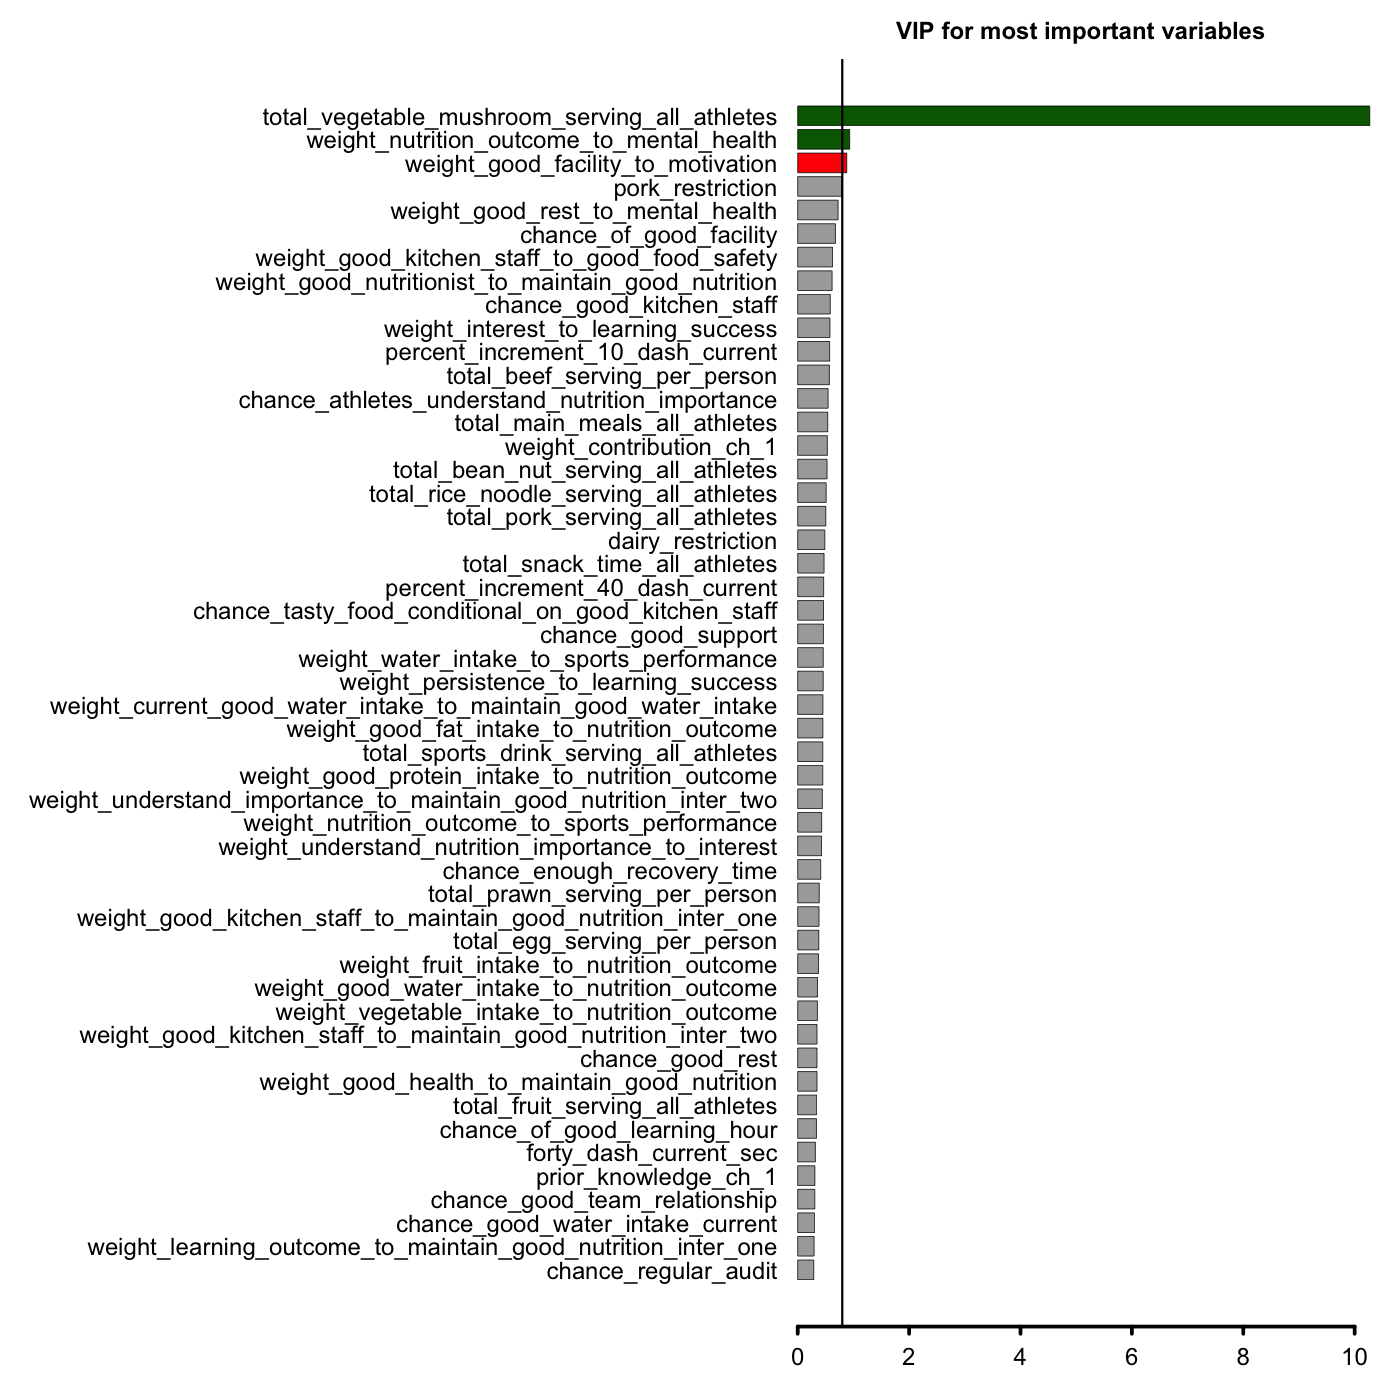 VIP for most important variables
total_vegetable_mushroom_serving_all_athletes
weight_nutrition_outcome_to_mental_health
weight_good_facility_to_motivation
pork_restriction
weight_good_rest_to_mental_health
chance_of_good_facility
weight_good_kitchen_staff_to_good_food_safety
weight_good_nutritionist_to_maintain_good_nutrition
chance_good_kitchen_staff
weight_interest_to_learning_success
percent_increment_10_dash_current
total_beef_serving_per_person
chance_athletes_understand_nutrition_importance
total_main_meals_all_athletes
weight_contribution_ch_1
total_bean_nut_serving_all_athletes
total_rice_noodle_serving_all_athletes
total_pork_serving_all_athletes
dairy_restriction
total_snack_time_all_athletes
percent_increment_40_dash_current
chance_tasty_food_conditional_on_good_kitchen_staff
chance_good_support
weight_water_intake_to_sports_performance
weight_persistence_to_learning_success
weight_current_good_water_intake_to_maintain_good_water_intake
weight_good_fat_intake_to_nutrition_outcome
total_sports_drink_serving_all_athletes
weight_good_protein_intake_to_nutrition_outcome
weight_understand_importance_to_maintain_good_nutrition_inter_two
weight_nutrition_outcome_to_sports_performance
weight_understand_nutrition_importance_to_interest
chance_enough_recovery_time
total_prawn_serving_per_person
weight_good_kitchen_staff_to_maintain_good_nutrition_inter_one
total_egg_serving_per_person
weight_fruit_intake_to_nutrition_outcome
weight_good_water_intake_to_nutrition_outcome
weight_vegetable_intake_to_nutrition_outcome
weight_good_kitchen_staff_to_maintain_good_nutrition_inter_two
chance_good_rest
weight_good_health_to_maintain_good_nutrition
total_fruit_serving_all_athletes
chance_of_good_learning_hour
forty_dash_current_sec
prior_knowledge_ch_1
chance_good_team_relationship
chance_good_water_intake_current
weight_learning_outcome_to_maintain_good_nutrition_inter_one
chance_regular_audit
0 2 4 6 8 10